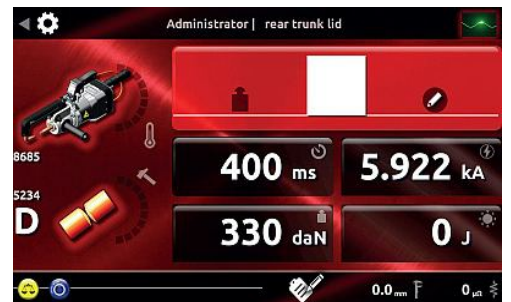 Administrator | rear trunk lid
8685
400 ms
5.922 kA
5234
D
330 daN
0 J
0.0 mm
0 μΩ